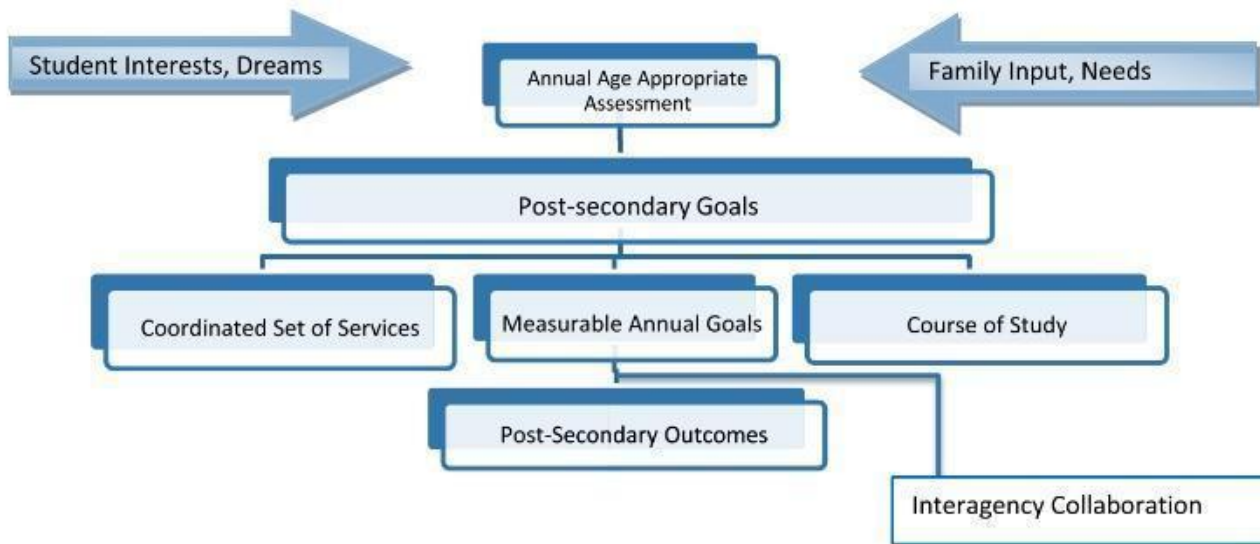 Student Interests, Dreams
Annual Age Appropriate
Assessment
Family Input, Needs
Post-secondary Goals
Coordinated Set of Services
Measurable Annual Goals
Course of Study
Post-Secondary Outcomes
Interagency Collaboration